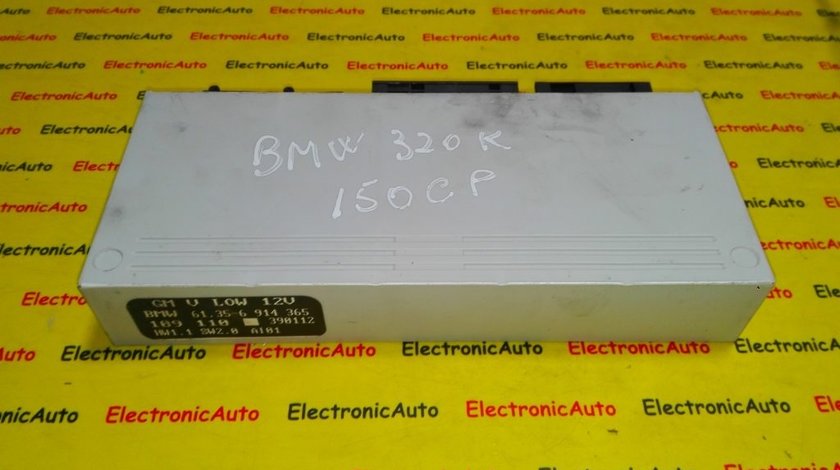 BMW 320 K
150 CP
GM V LOW 12V
BMW 61.35-6 914 365
109 110 390112
HW1.1 SW2.0 AI01
ElectronicAuto